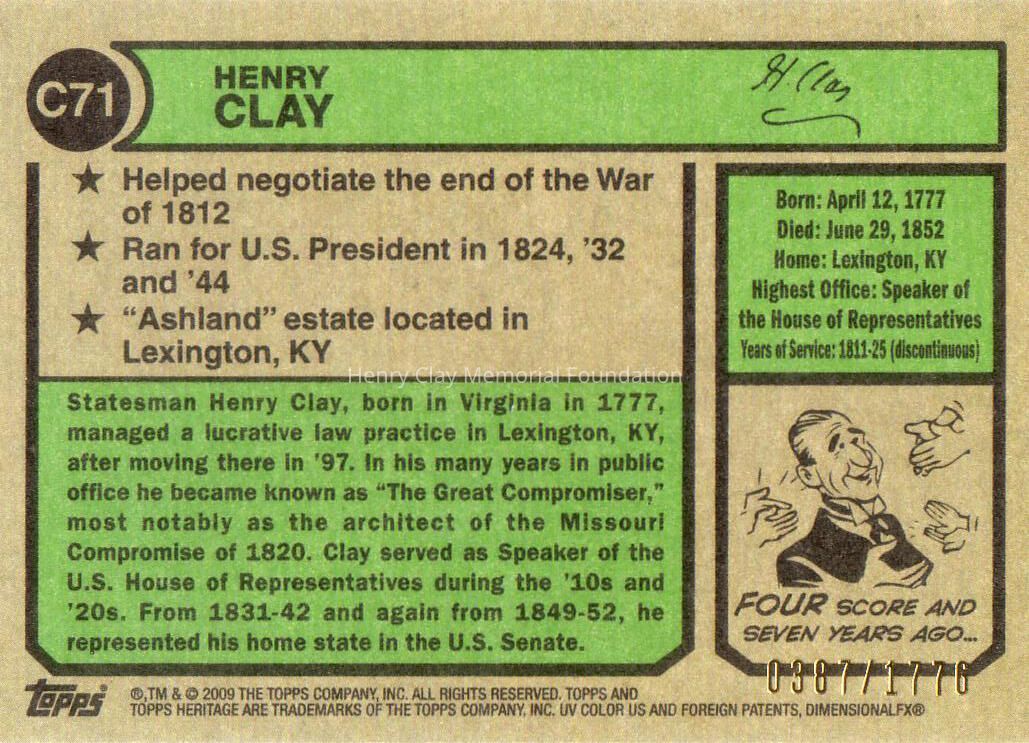 C71
HENRY
CLAY
H. Clay
★ Helped negotiate the end of the War
of 1812
★ Ran for U.S. President in 1824, ’32
and ’44
★ “Ashland” estate located in
Lexington, KY
Henry Clay Memorial Foundation
Statesman Henry Clay, born in Virginia in 1777,
managed a lucrative law practice in Lexington, KY,
after moving there in ’97. In his many years in public
office he became known as “The Great Compromiser,”
most notably as the architect of the Missouri
Compromise of 1820. Clay served as Speaker of the
U.S. House of Representatives during the ’10s and
’20s. From 1831-42 and again from 1849-52, he
represented his home state in the U.S. Senate.
Born: April 12, 1777
Died: June 29, 1852
Home: Lexington, KY
Highest Office: Speaker of
the House of Representatives
Years of Service: 1811-25 (discontinuous)
FOUR SCORE AND
SEVEN YEARS AGO...
0387/1776
TOPPS
®,TM & © 2009 THE TOPPS COMPANY, INC. ALL RIGHTS RESERVED. TOPPS AND
TOPPS HERITAGE ARE TRADEMARKS OF THE TOPPS COMPANY, INC. UV COLOR US AND FOREIGN PATENTS, DIMENSIONALFX®